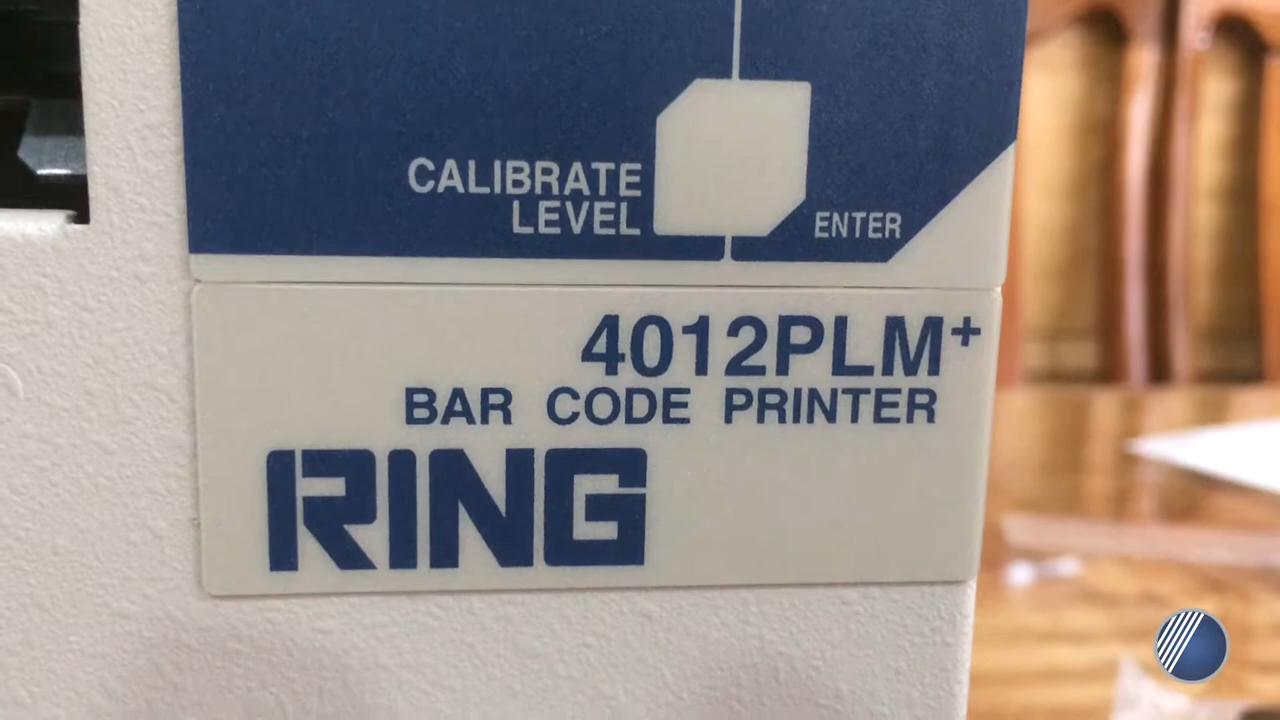 CALIBRATE
LEVEL
ENTER
4012PLM+
BAR CODE PRINTER
RING